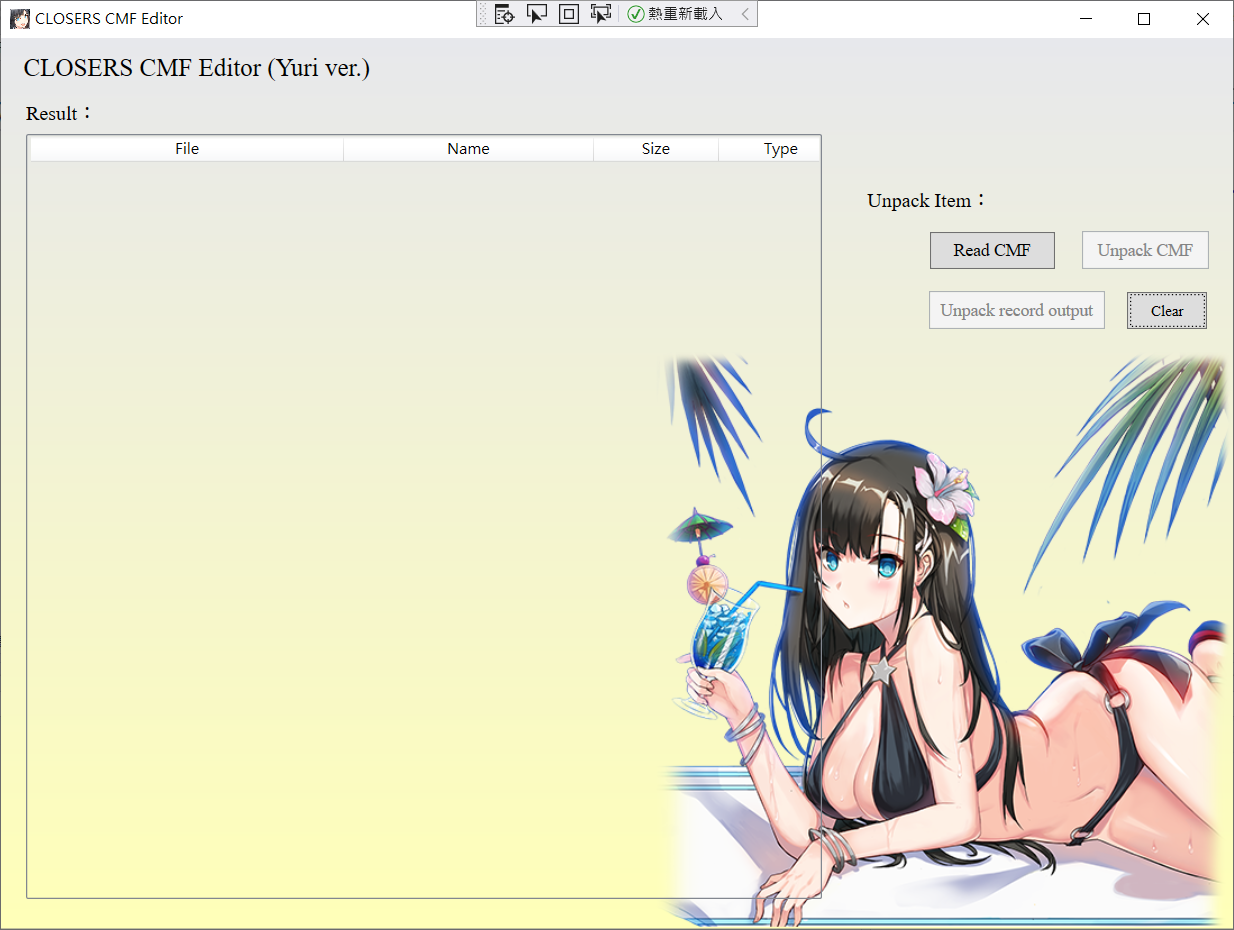 CLOSERS CMF Editor
熱重新載入
CLOSERS CMF Editor (Yuri ver.)
Result：
File Name Size Type
Unpack Item：
Read CMF Unpack CMF
Unpack record output Clear